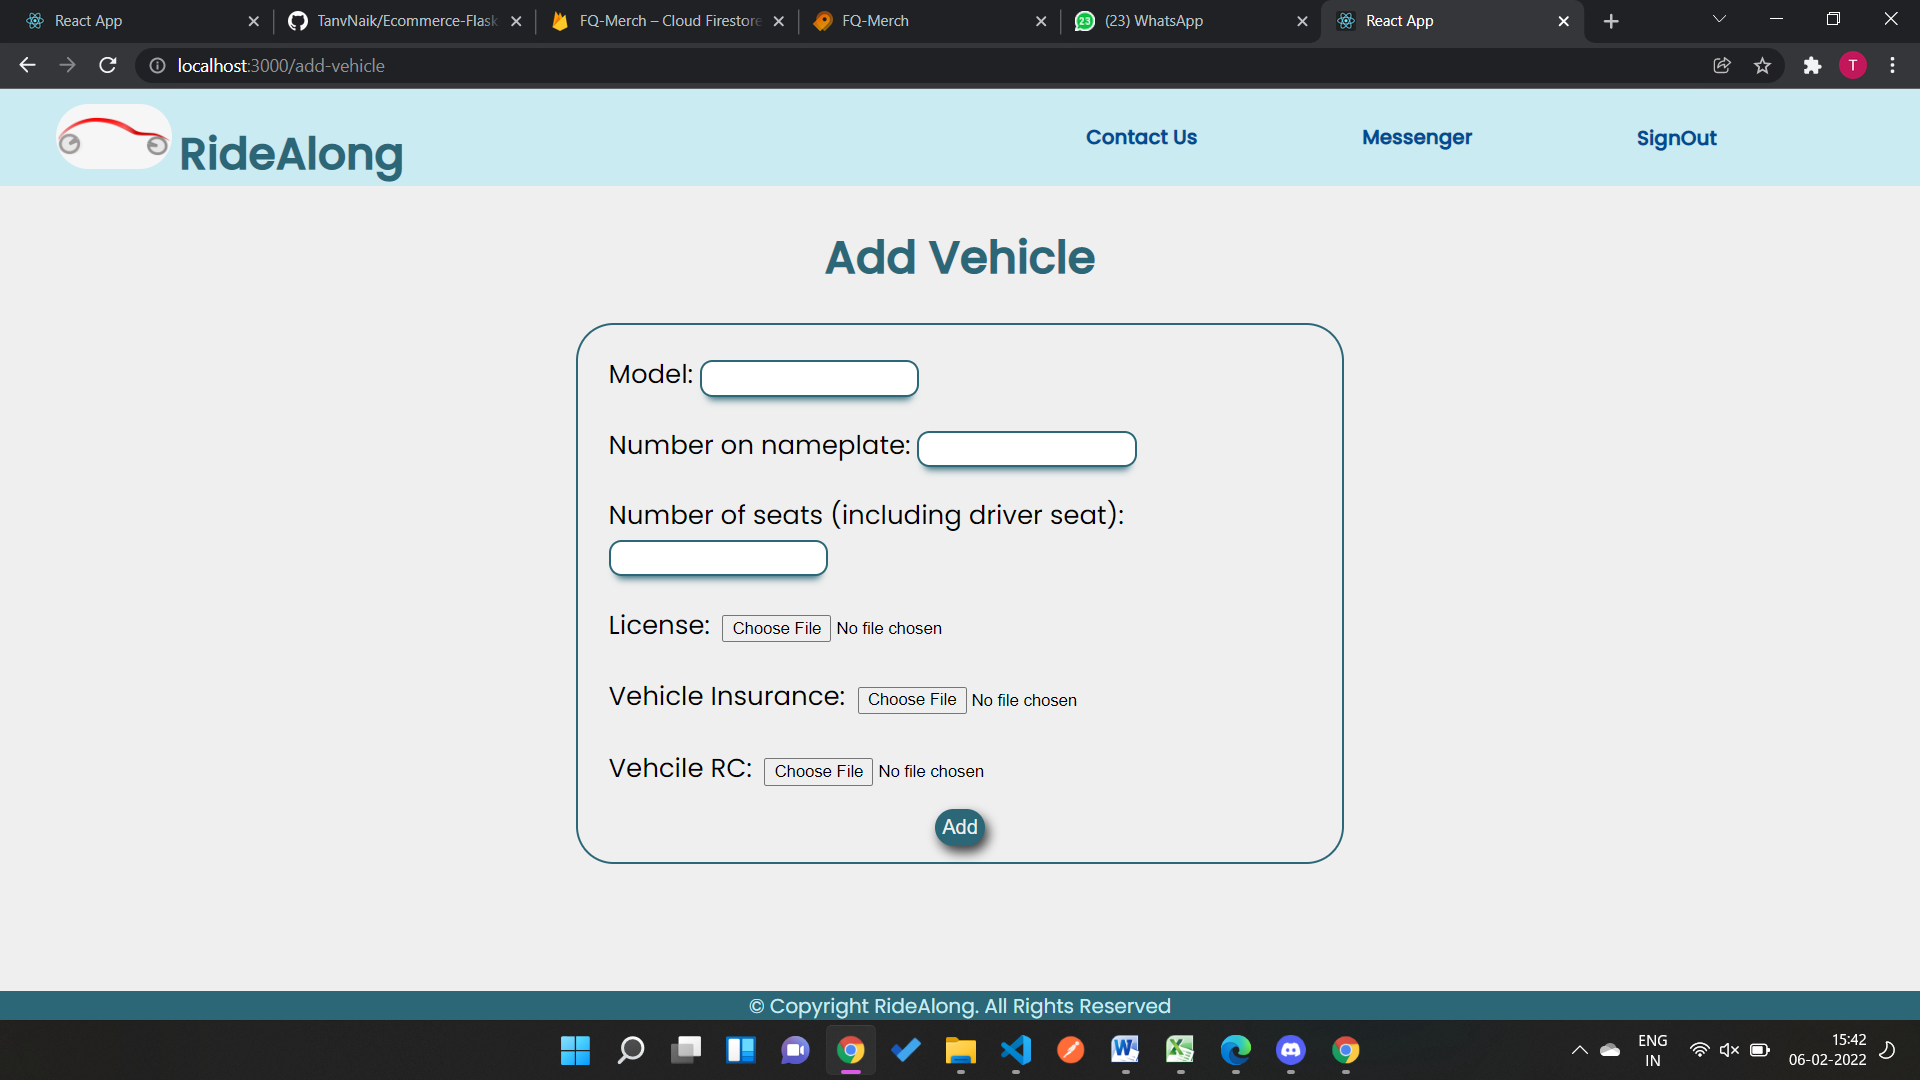 React App
TanvNaik/Ecommerce-Flask
FQ-Merch – Cloud Firestore
FQ-Merch
(23) WhatsApp
React App
localhost:3000/add-vehicle
T
RideAlong
Contact Us
Messenger
SignOut
Add Vehicle
Model:
Number on nameplate:
Number of seats (including driver seat):
License: Choose File No file chosen
Vehicle Insurance: Choose File No file chosen
Vehcile RC: Choose File No file chosen
Add
© Copyright RideAlong. All Rights Reserved
ENG
IN
15:42
06-02-2022